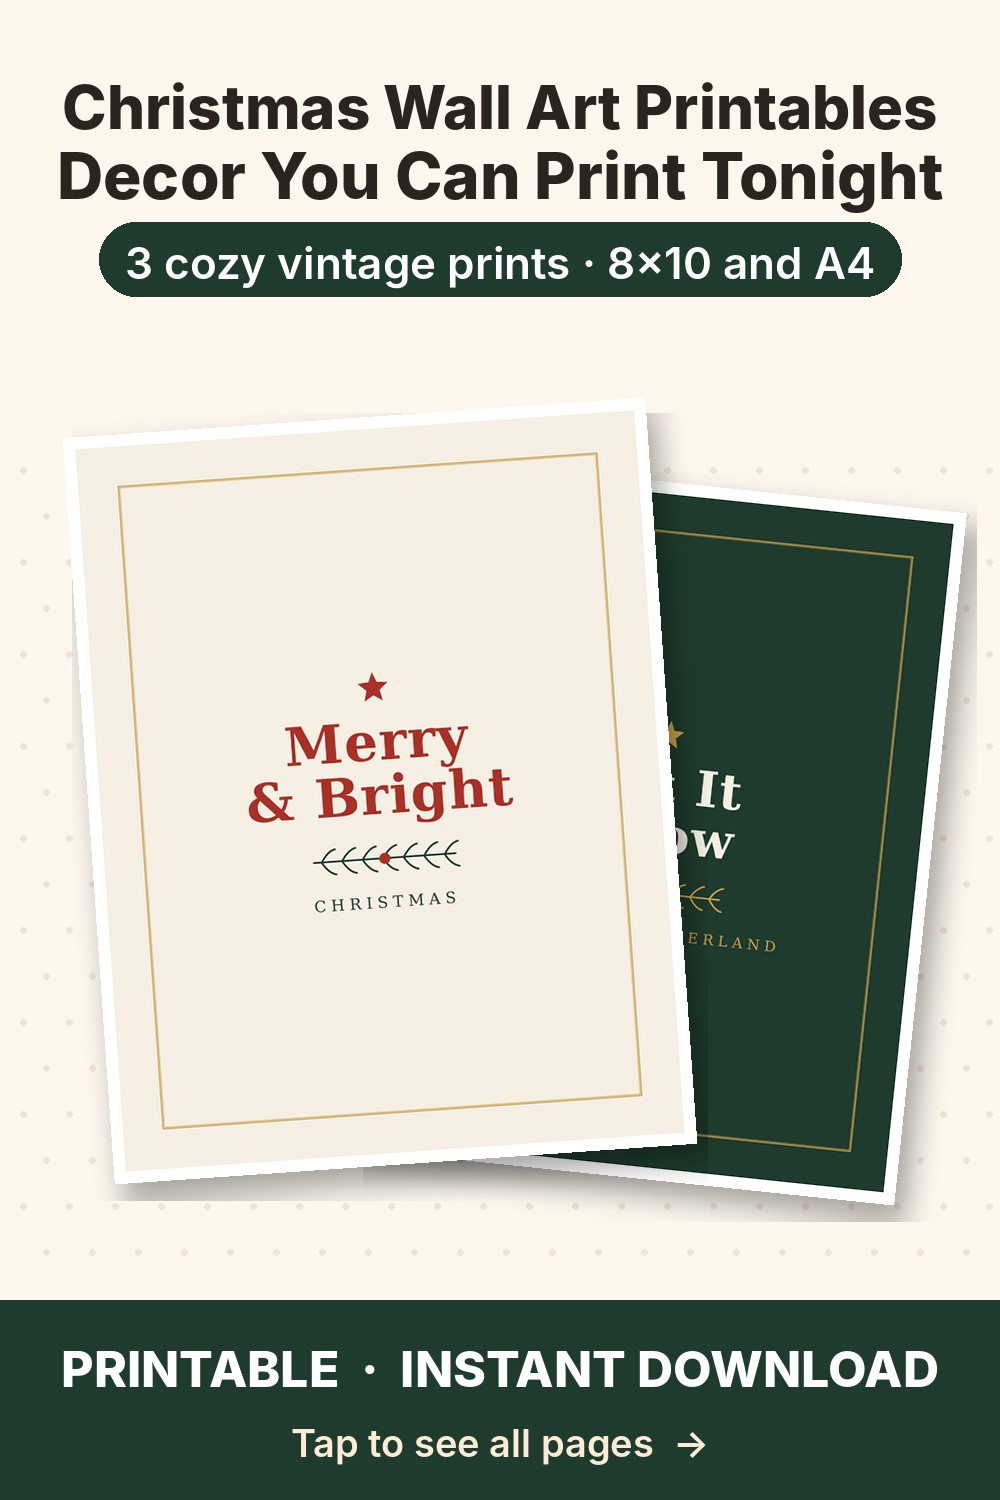 Christmas Wall Art Printables
Decor You Can Print Tonight
3 cozy vintage prints · 8×10 and A4
Merry
& Bright
CHRISTMAS
It
ow
ERLAND
PRINTABLE · INSTANT DOWNLOAD
Tap to see all pages →